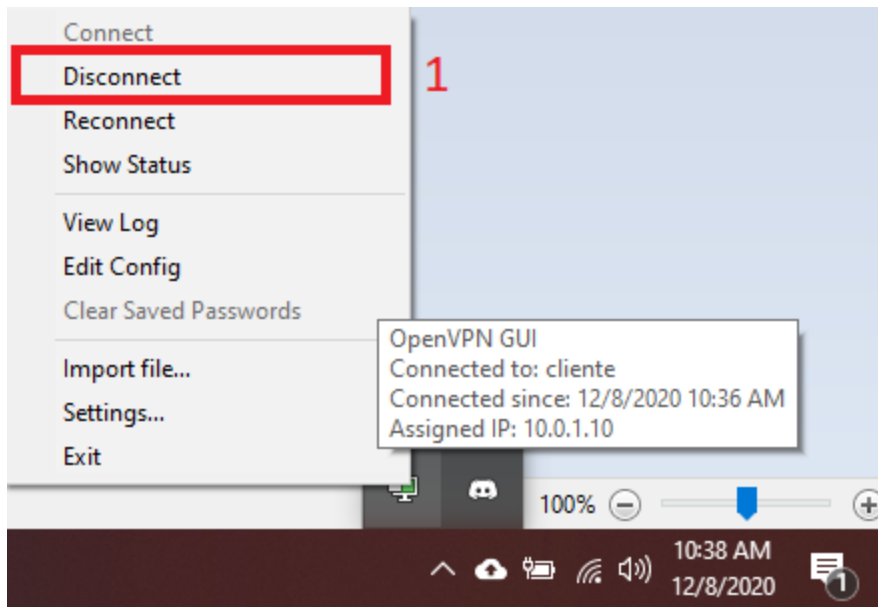 Connect
Disconnect
1
Reconnect
Show Status
View Log
Edit Config
Clear Saved Passwords
Import file...
Settings...
Exit
OpenVPN GUI
Connected to: cliente
Connected since: 12/8/2020 10:36 AM
Assigned IP: 10.0.1.10
100%
10:38 AM
12/8/2020
1